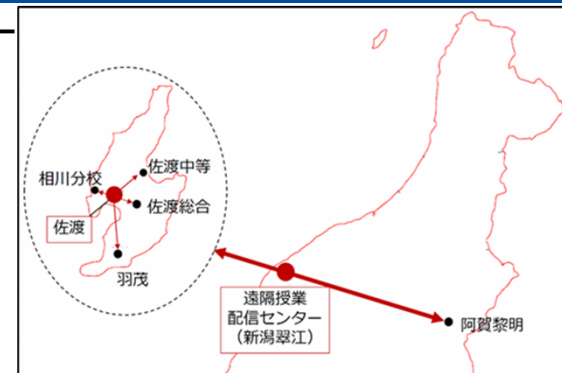 佐渡中等
相川分校
佐渡総合
佐渡
羽茂
遠隔授業
配信センター
（新潟翠江）
阿賀黎明